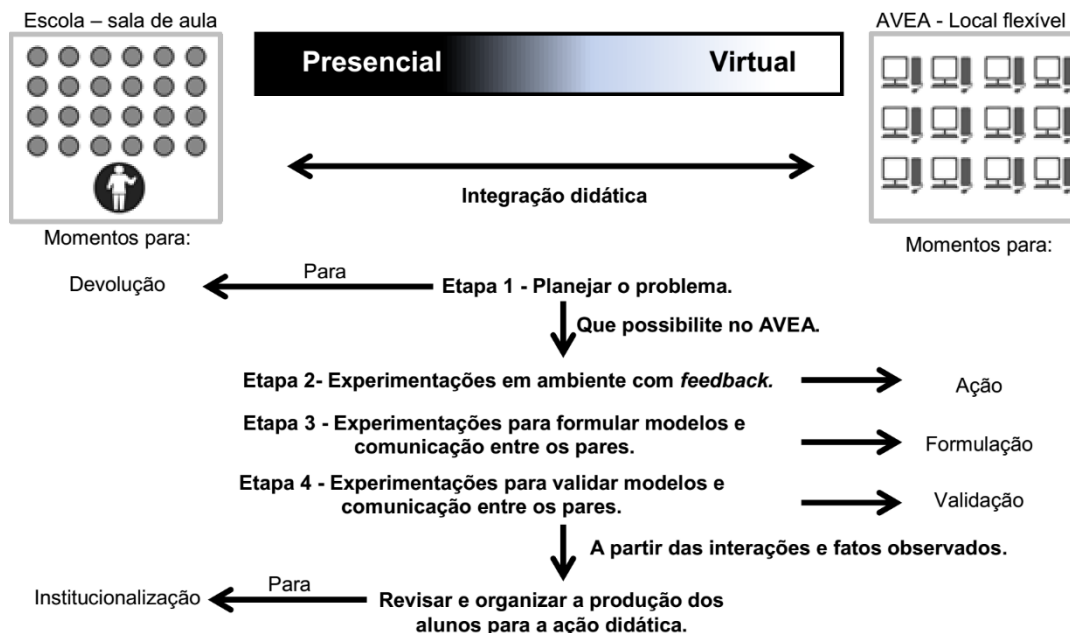 Escola – sala de aula
AVEA - Local flexível
Presencial
Virtual
Integração didática
Momentos para:
Momentos para:
Devolução
Para
Etapa 1 - Planejar o problema.
Que possibilite no AVEA.
Etapa 2- Experimentações em ambiente com feedback.
Ação
Etapa 3 - Experimentações para formular modelos e
comunicação entre os pares.
Formulação
Etapa 4 - Experimentações para validar modelos e
comunicação entre os pares.
Validação
A partir das interações e fatos observados.
Institucionalização
Para
Revisar e organizar a produção dos
alunos para a ação didática.